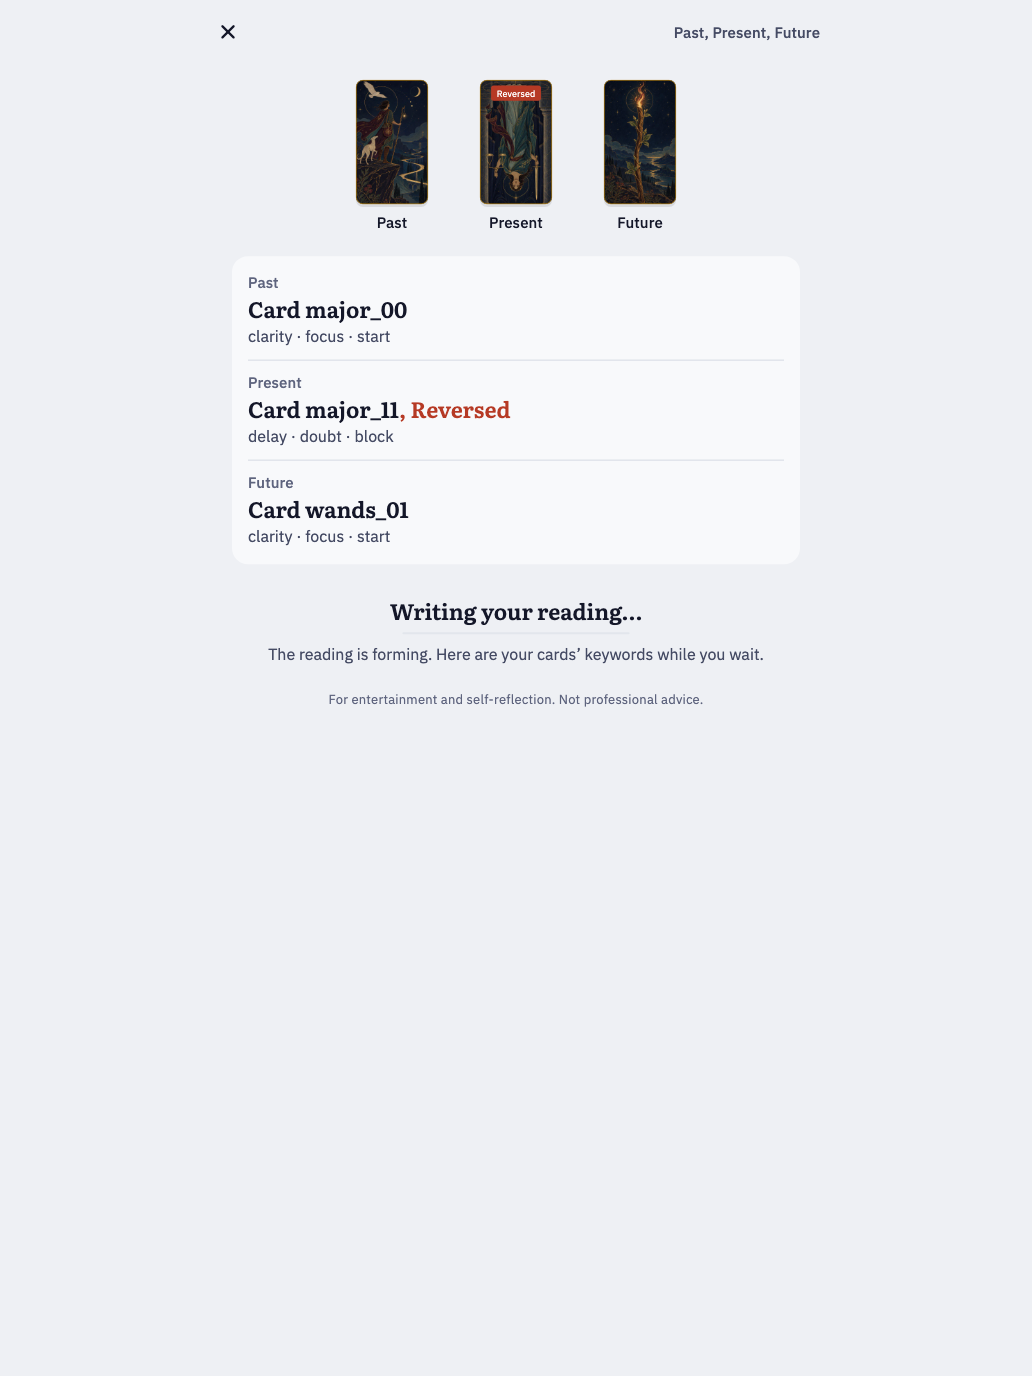 Past, Present, Future
Reversed
Past
Present
Future
Past
Card major_00
clarity · focus · start
Present
Card major_11, Reversed
delay · doubt · block
Future
Card wands_01
clarity · focus · start
Writing your reading…
The reading is forming. Here are your cards’ keywords while you wait.
For entertainment and self-reflection. Not professional advice.